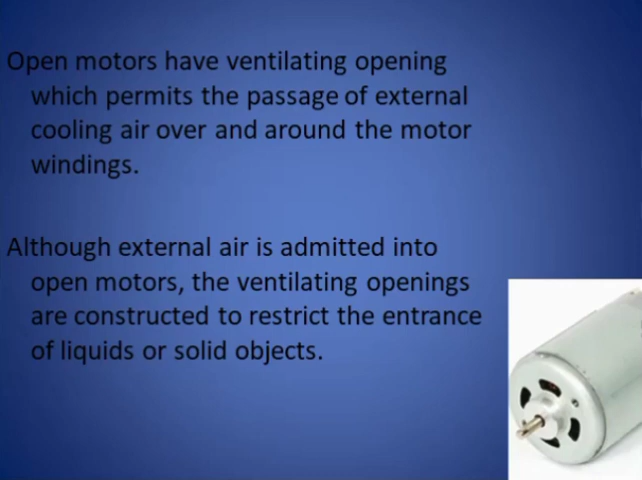 Open motors have ventilating opening
which permits the passage of external
cooling air over and around the motor
windings.
Although external air is admitted into
open motors, the ventilating openings
are constructed to restrict the entrance
of liquids or solid objects.